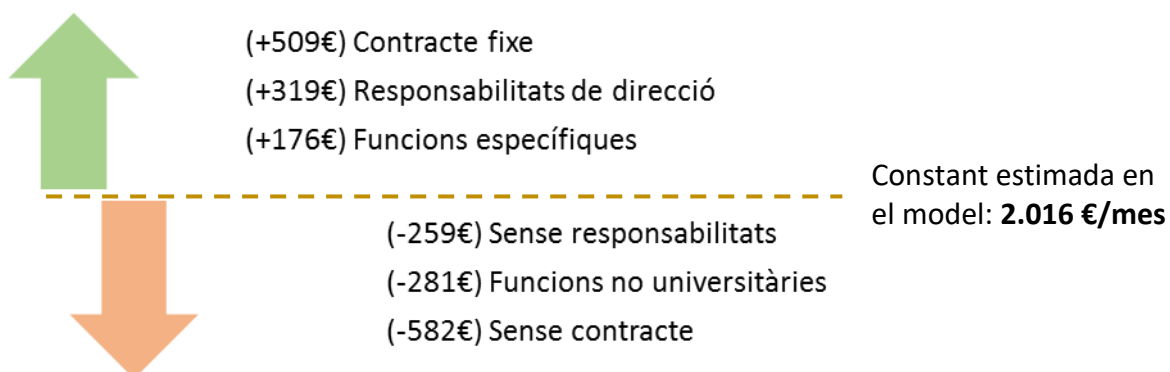 (+509€) Contracte fixe
(+319€) Responsabilitats de direcció
(+176€) Funcions específiques
Constant estimada en
el model: 2.016 €/mes
(-259€) Sense responsabilitats
(-281€) Funcions no universitàries
(-582€) Sense contracte